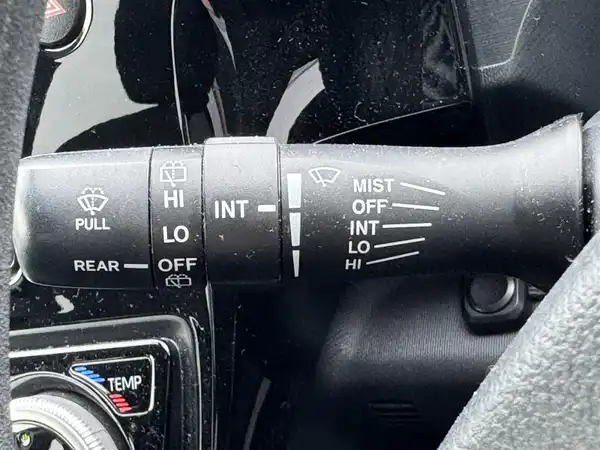 PULL
REAR
HI
LO
OFF
INT
MIST
OFF
INT
LO
HI
TEMP